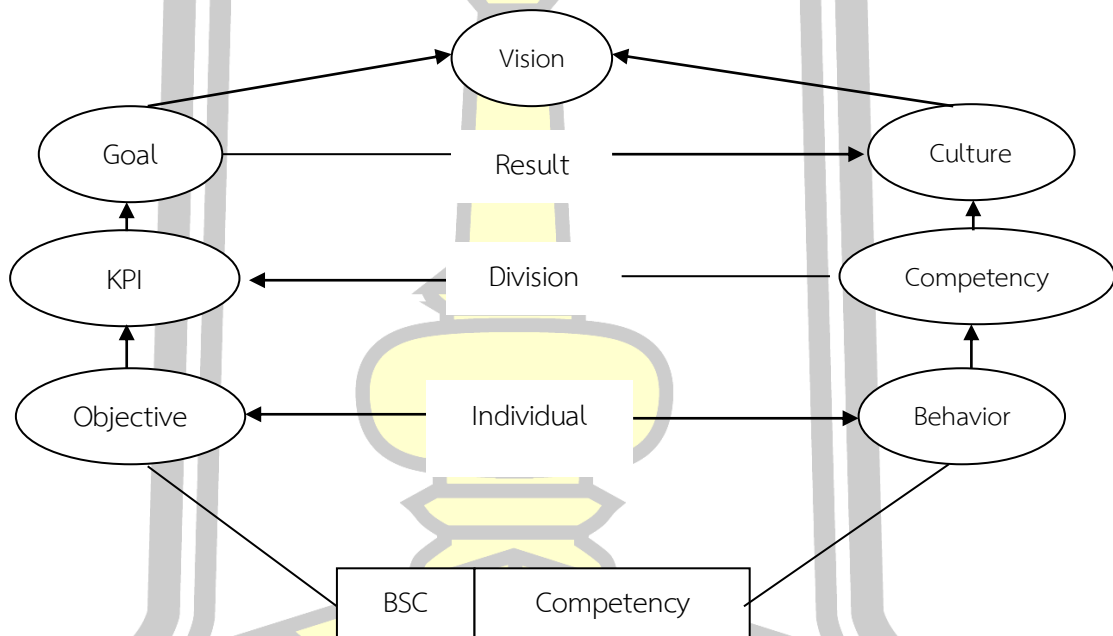 Vision
Goal Result Culture
KPI Division Competency
Objective Individual Behavior
BSC Competency